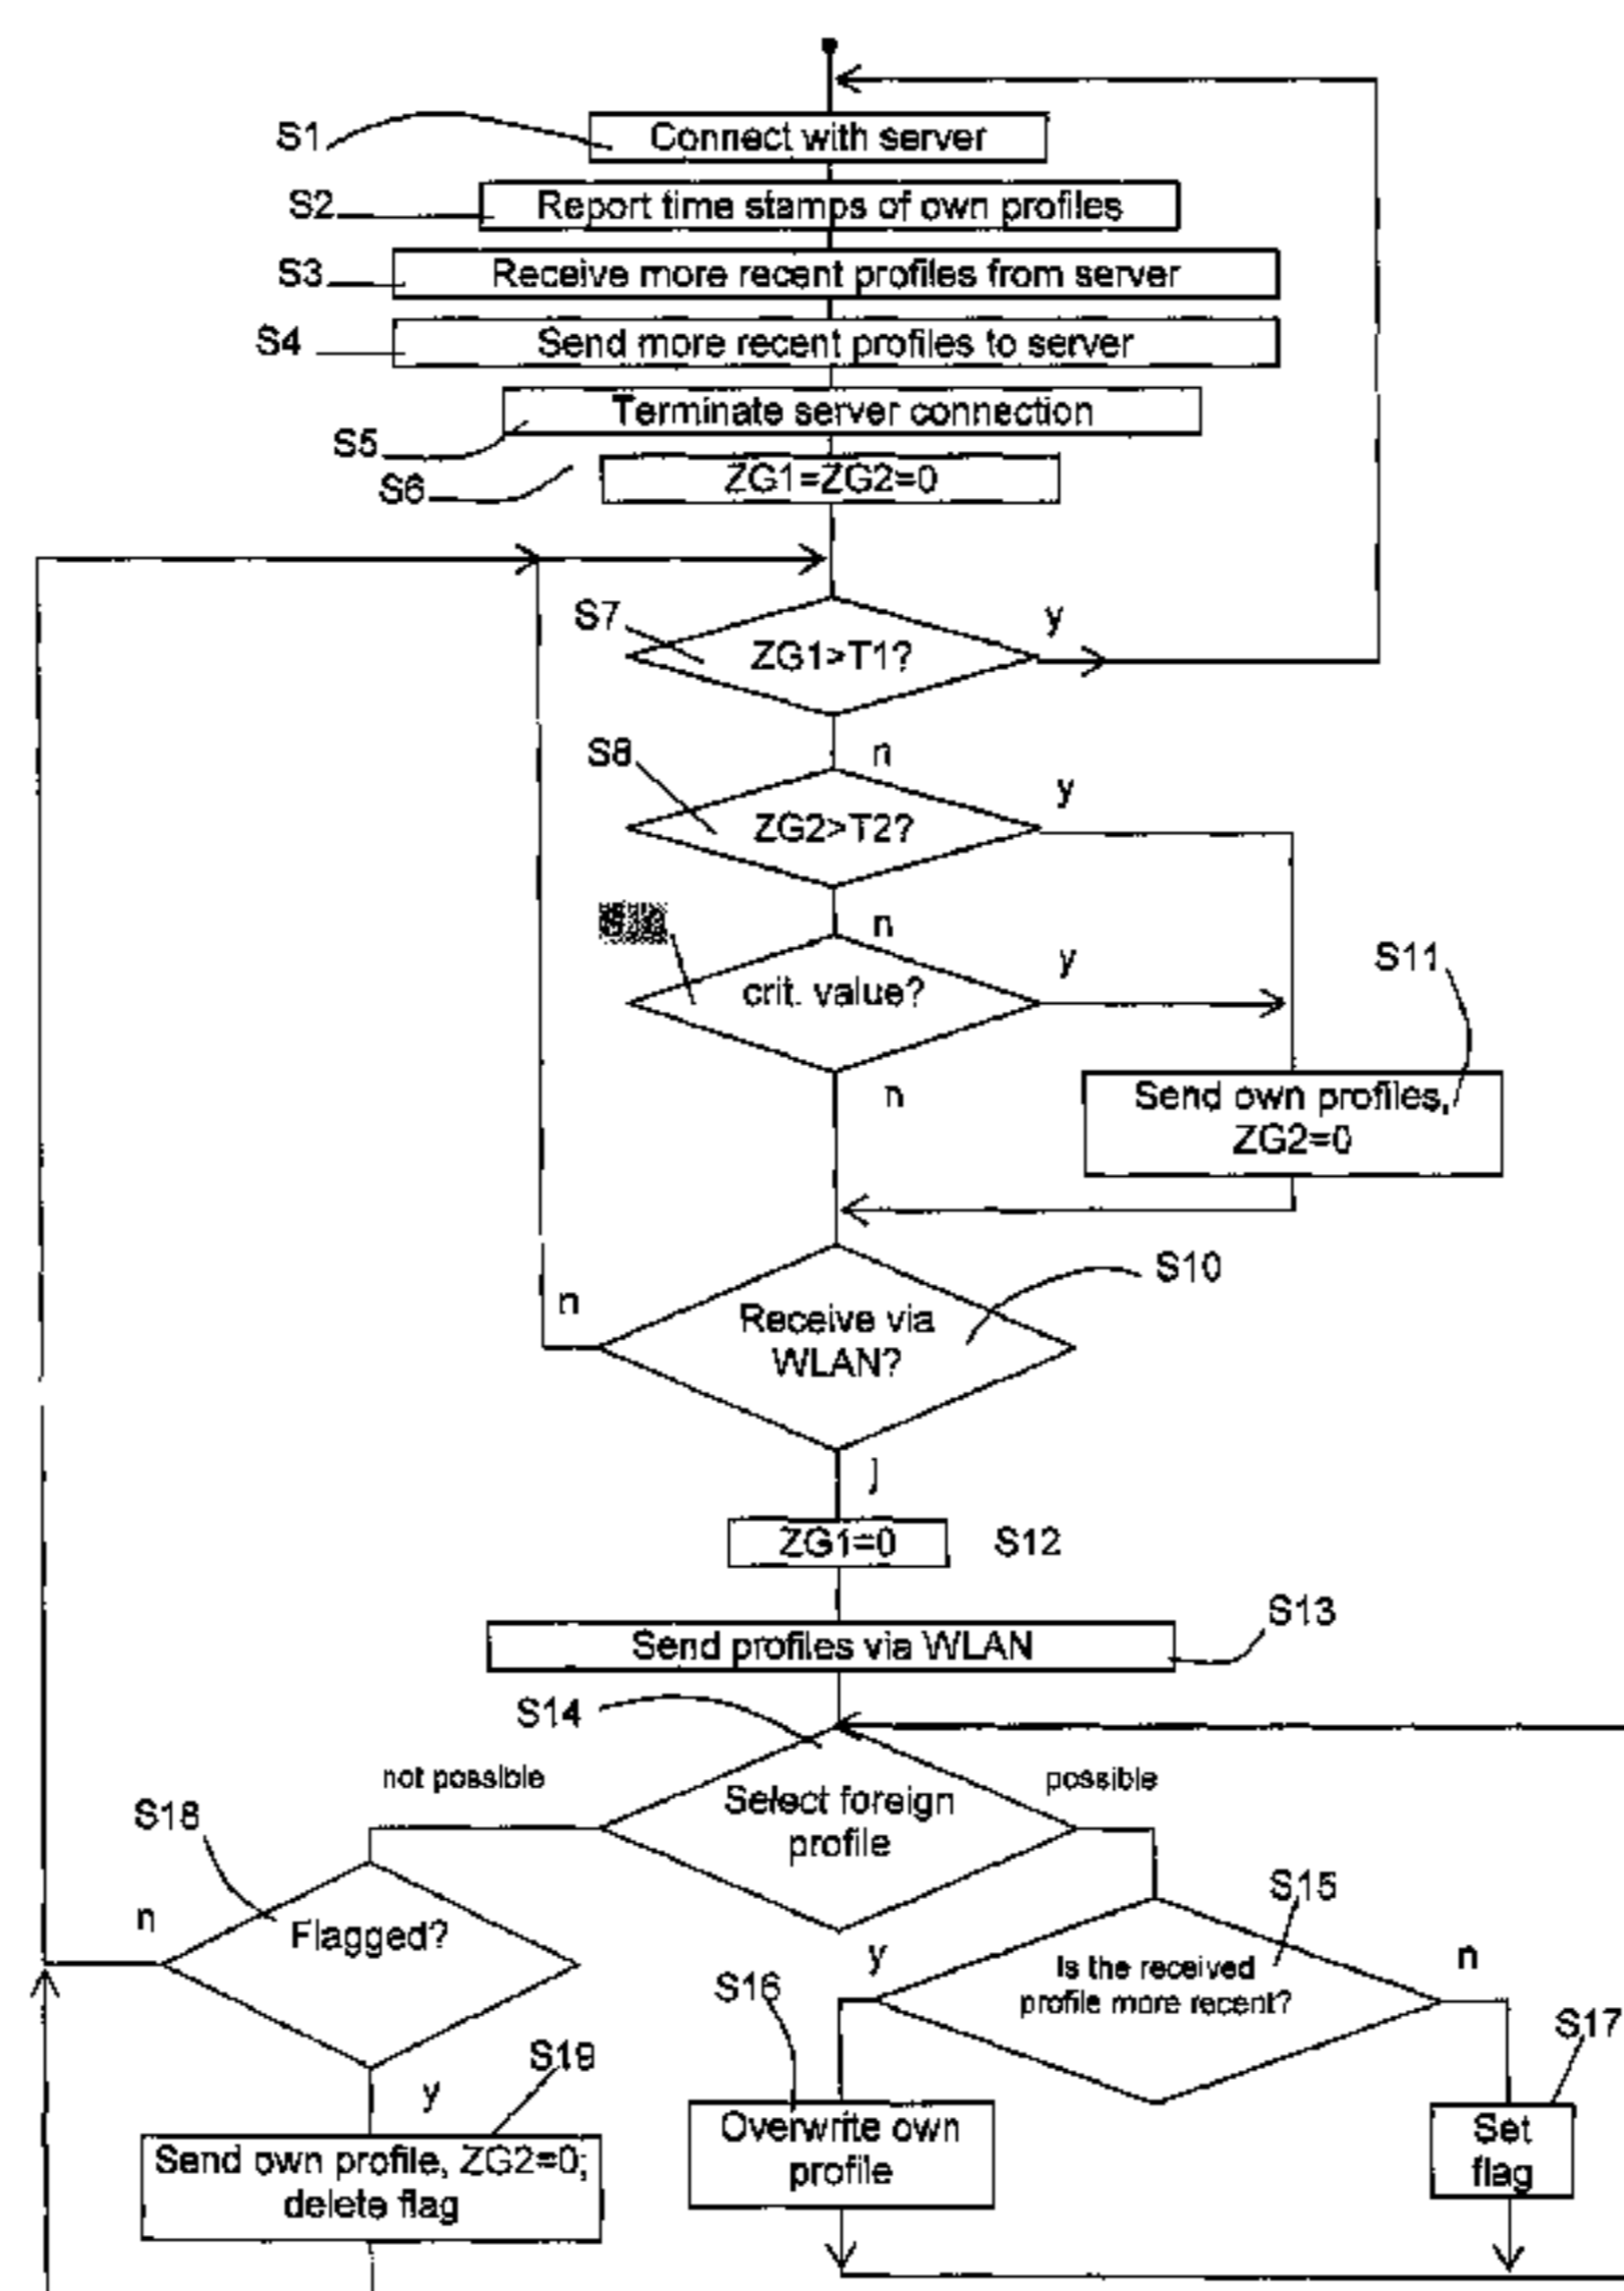 S1
Connect with server
S2
Report time stamps of own profiles
S3
Receive more recent profiles from server
S4
Send more recent profiles to server
Terminate server connection
S5
S6
ZG1=ZG2=0
S7
ZG1>T1?
y
n
S8
ZG2>T2?
y
n
crit. value?
y
S11
n
Send own profiles,
ZG2=0
S10
n
Receive via
WLAN?
j
ZG1=0
S12
S13
Send profiles via WLAN
S14
not possible
possible
Select foreign
profile
S18
S15
n
Flagged?
y
Is the received
profile more recent?
n
S16
S17
S19
y
Overwrite own
profile
Set
flag
Send own profile, ZG2=0;
delete flag